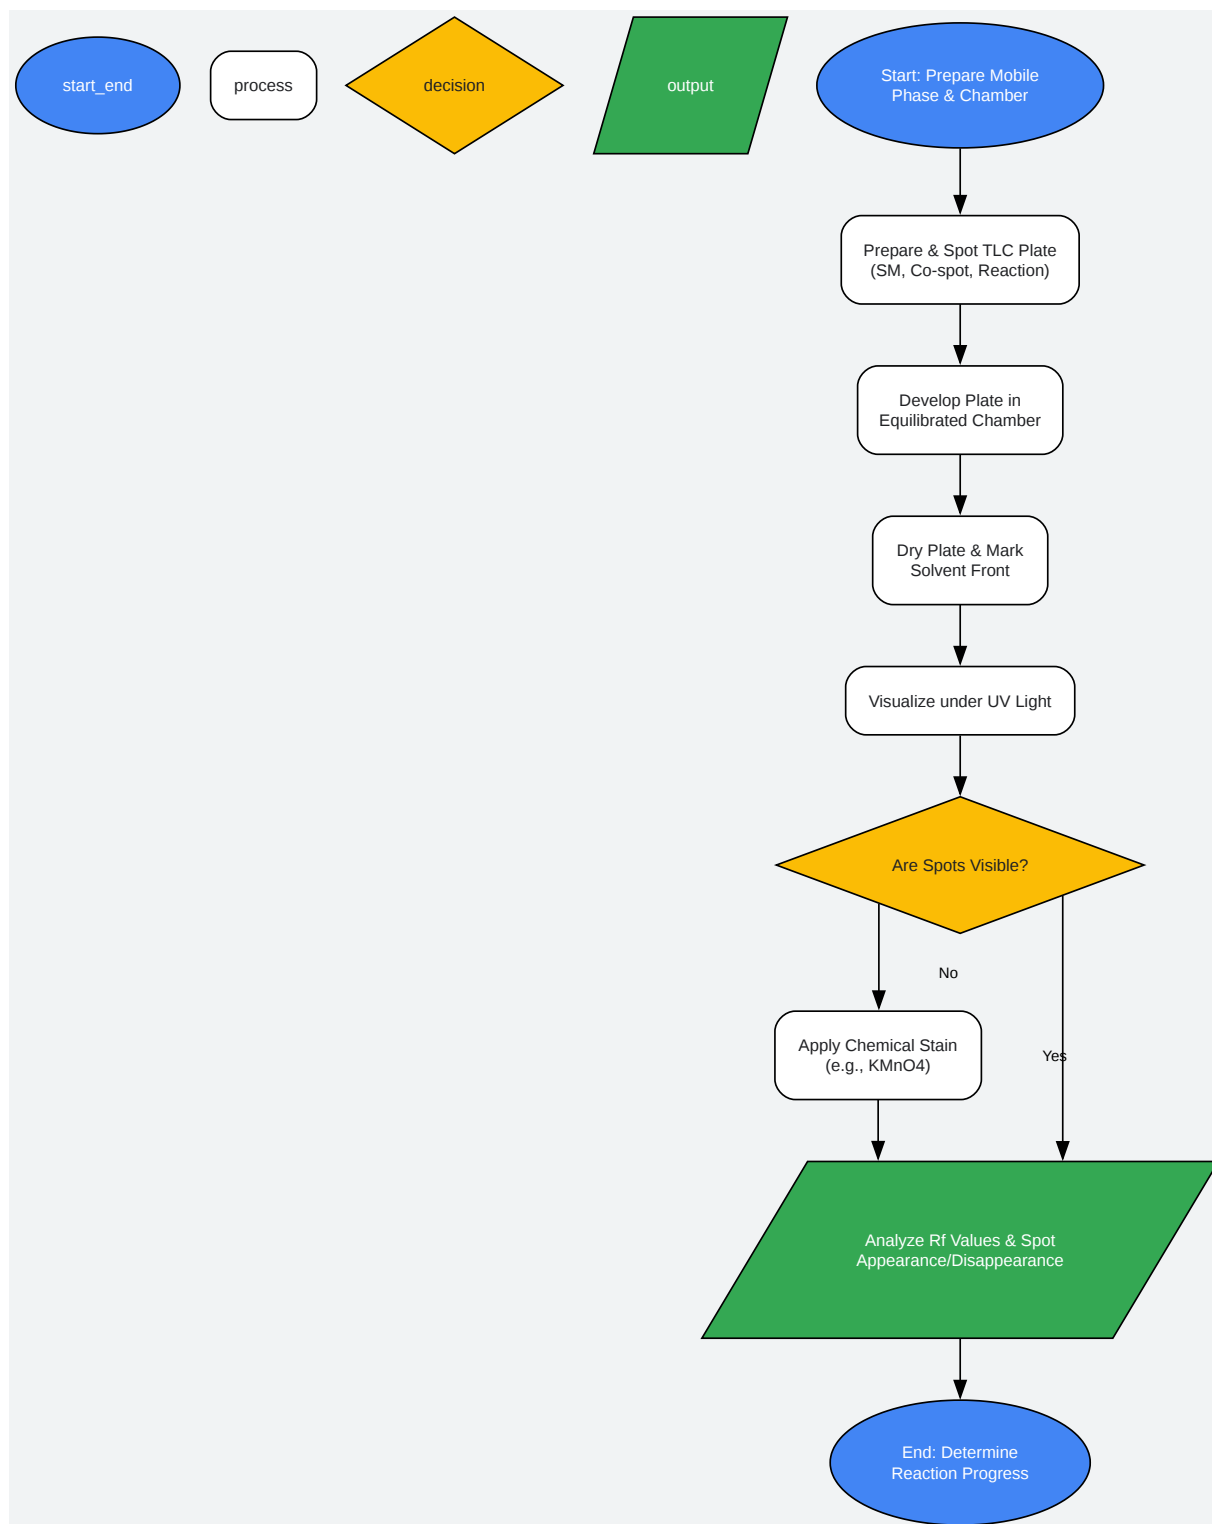 start_end
process
decision
output
Start: Prepare Mobile
Phase & Chamber
Prepare & Spot TLC Plate
(SM, Co-spot, Reaction)
Develop Plate in
Equilibrated Chamber
Dry Plate & Mark
Solvent Front
Visualize under UV Light
Are Spots Visible?
No
Apply Chemical Stain
(e.g., KMnO4)
Yes
Analyze Rf Values & Spot
Appearance/Disappearance
End: Determine
Reaction Progress